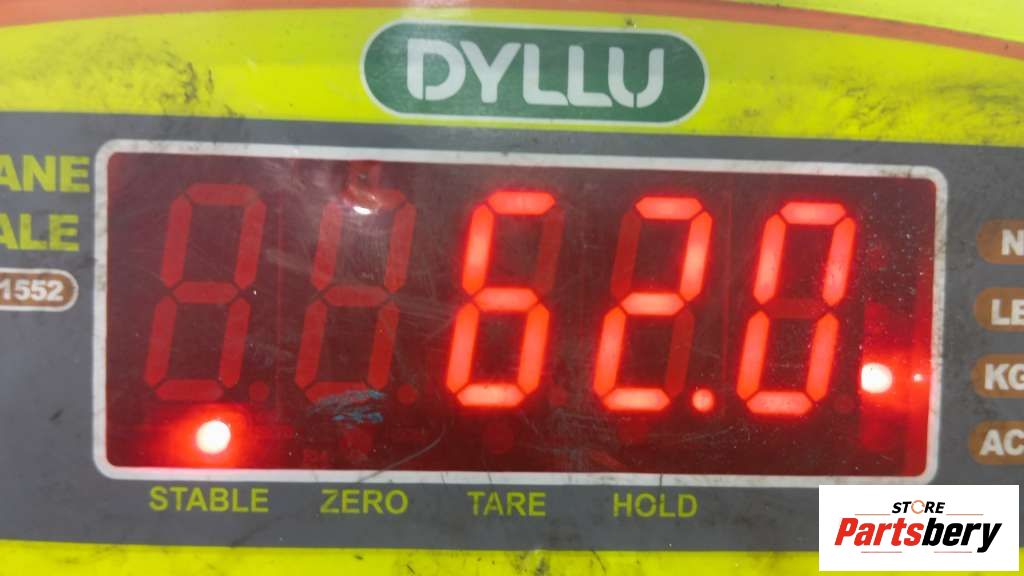 DYLLU
ANE
ALE
1552
62.0
N
LE
KG
AC
STABLE ZERO TARE HOLD
STORE
Partsbery